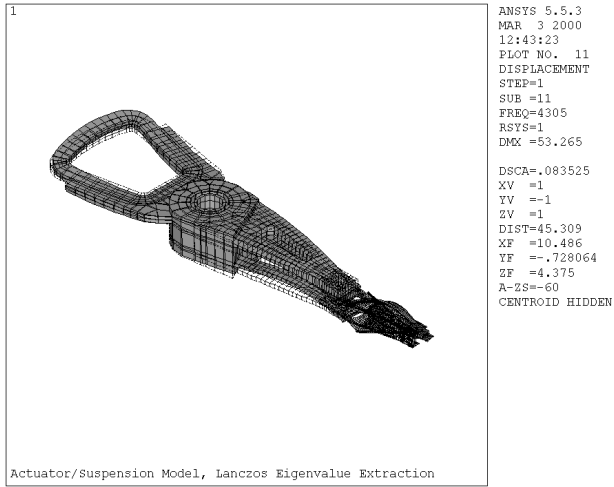 1
ANSYS 5.5.3
MAR 3 2000
12:43:23
PLOT NO. 11
DISPLACEMENT
STEP=1
SUB =11
FREQ=4305
RSYS=1
DMX =53.265
DSCA=.083525
XV =1
YV =-1
ZV =1
DIST=45.309
XF =10.486
YF =-.728064
ZF =4.375
A-ZS=-60
CENTROID HIDDEN
Actuator/Suspension Model, Lanczos Eigenvalue Extraction